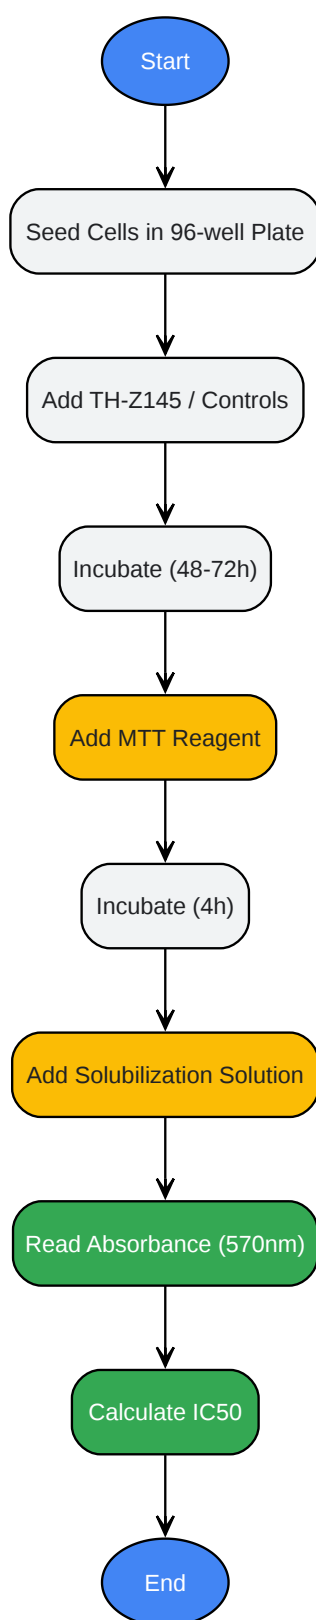 Start
Seed Cells in 96-well Plate
Add TH-Z145 / Controls
Incubate (48-72h)
Add MTT Reagent
Incubate (4h)
Add Solubilization Solution
Read Absorbance (570nm)
Calculate IC50
End